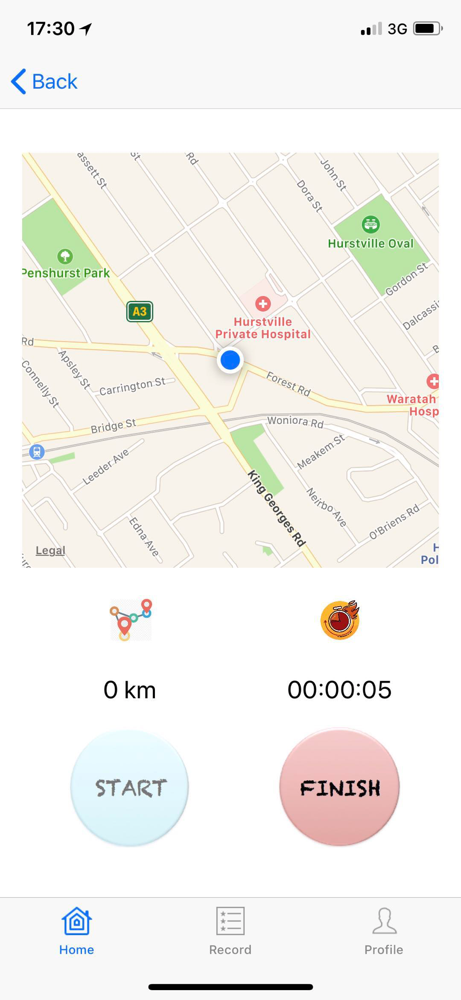 17:30
3G
Back
assett St
St
Rd
John St
Dora St
Hurstville Oval
Penshurst Park
Gordon St
A3
Hurstville
Private Hospital
Dalcassi
Rd
Apsley St
Connelly St
Carrington St
Forest Rd
Waratah
Hosp
Bridge St
Woniora Rd
Meakem St
Leeder Ave
King Georges Rd
Neirbo Ave
O'Briens Rd
Edna Ave
Legal
H
Pol
0 km
00:00:05
START
FINISH
Home
Record
Profile